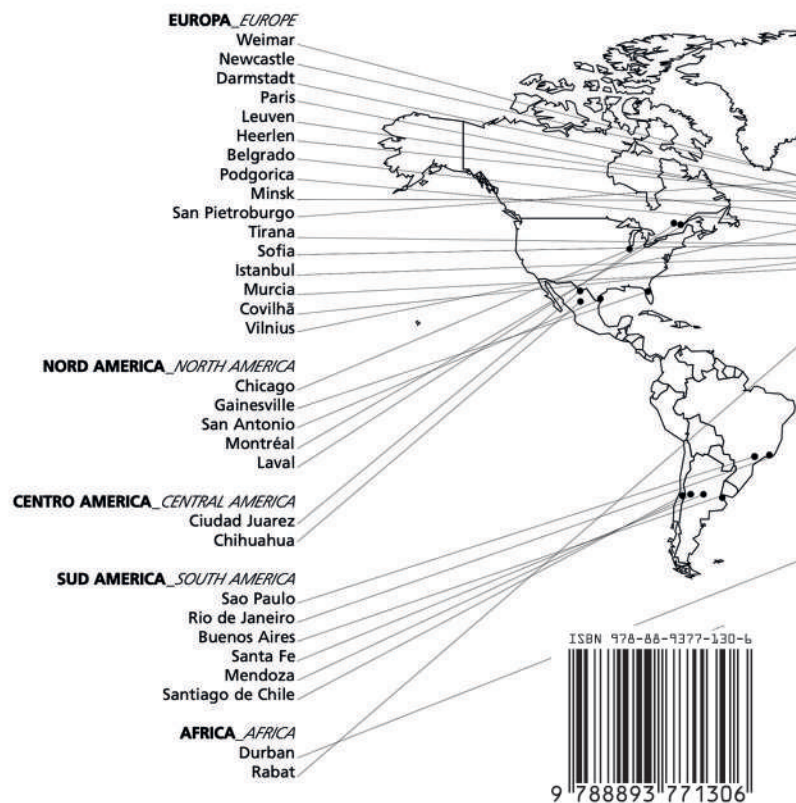 EUROPA_EUROPE
Weimar
Newcastle
Darmstadt
Paris
Leuven
Heerlen
Belgrado
Podgorica
Minsk
San Pietroburgo
Tirana
Sofia
Istanbul
Murcia
Covilhã
Vilnius
NORD AMERICA_NORTH AMERICA
Chicago
Gainesville
San Antonio
Montréal
Laval
CENTRO AMERICA_CENTRAL AMERICA
Ciudad Juarez
Chihuahua
SUD AMERICA_SOUTH AMERICA
Sao Paulo
Rio de Janeiro
Buenos Aires
Santa Fe
Mendoza
Santiago de Chile
AFRICA_AFRICA
Durban
Rabat
ISBN 978-88-9377-130-6
9 788893 771306